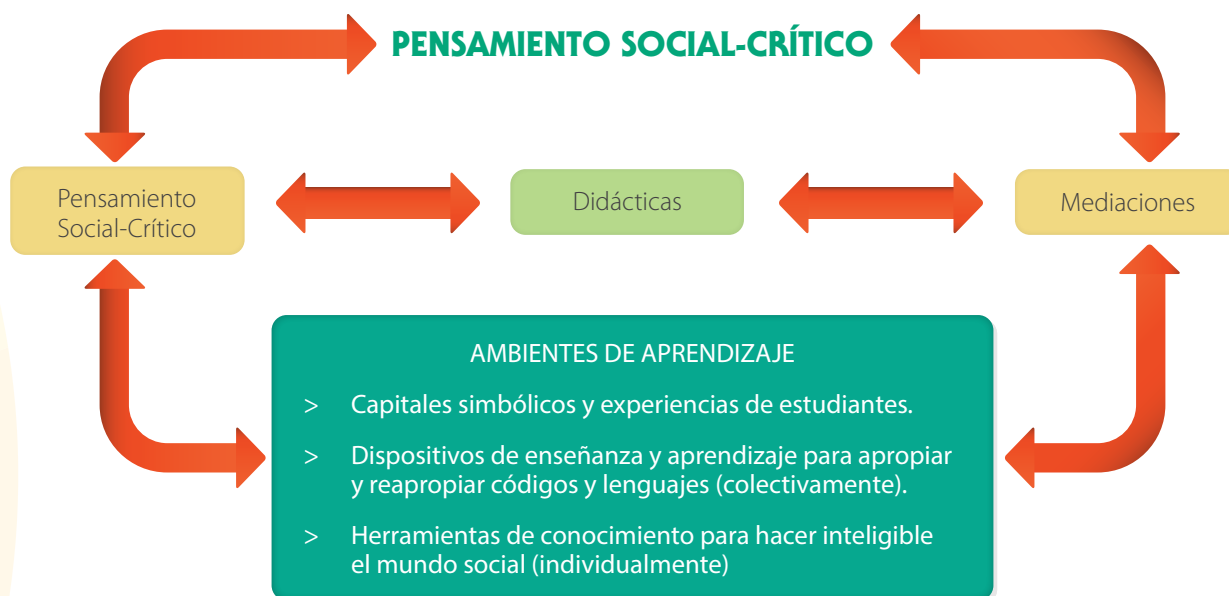 PENSAMIENTO SOCIAL-CRÍTICO
Pensamiento
Social-Crítico
Didácticas
Mediaciones
AMBIENTES DE APRENDIZAJE
> Capitales simbólicos y experiencias de estudiantes.
> Dispositivos de enseñanza y aprendizaje para apropiar
y reapropiar códigos y lenguajes (colectivamente).
> Herramientas de conocimiento para hacer inteligible
el mundo social (individualmente)